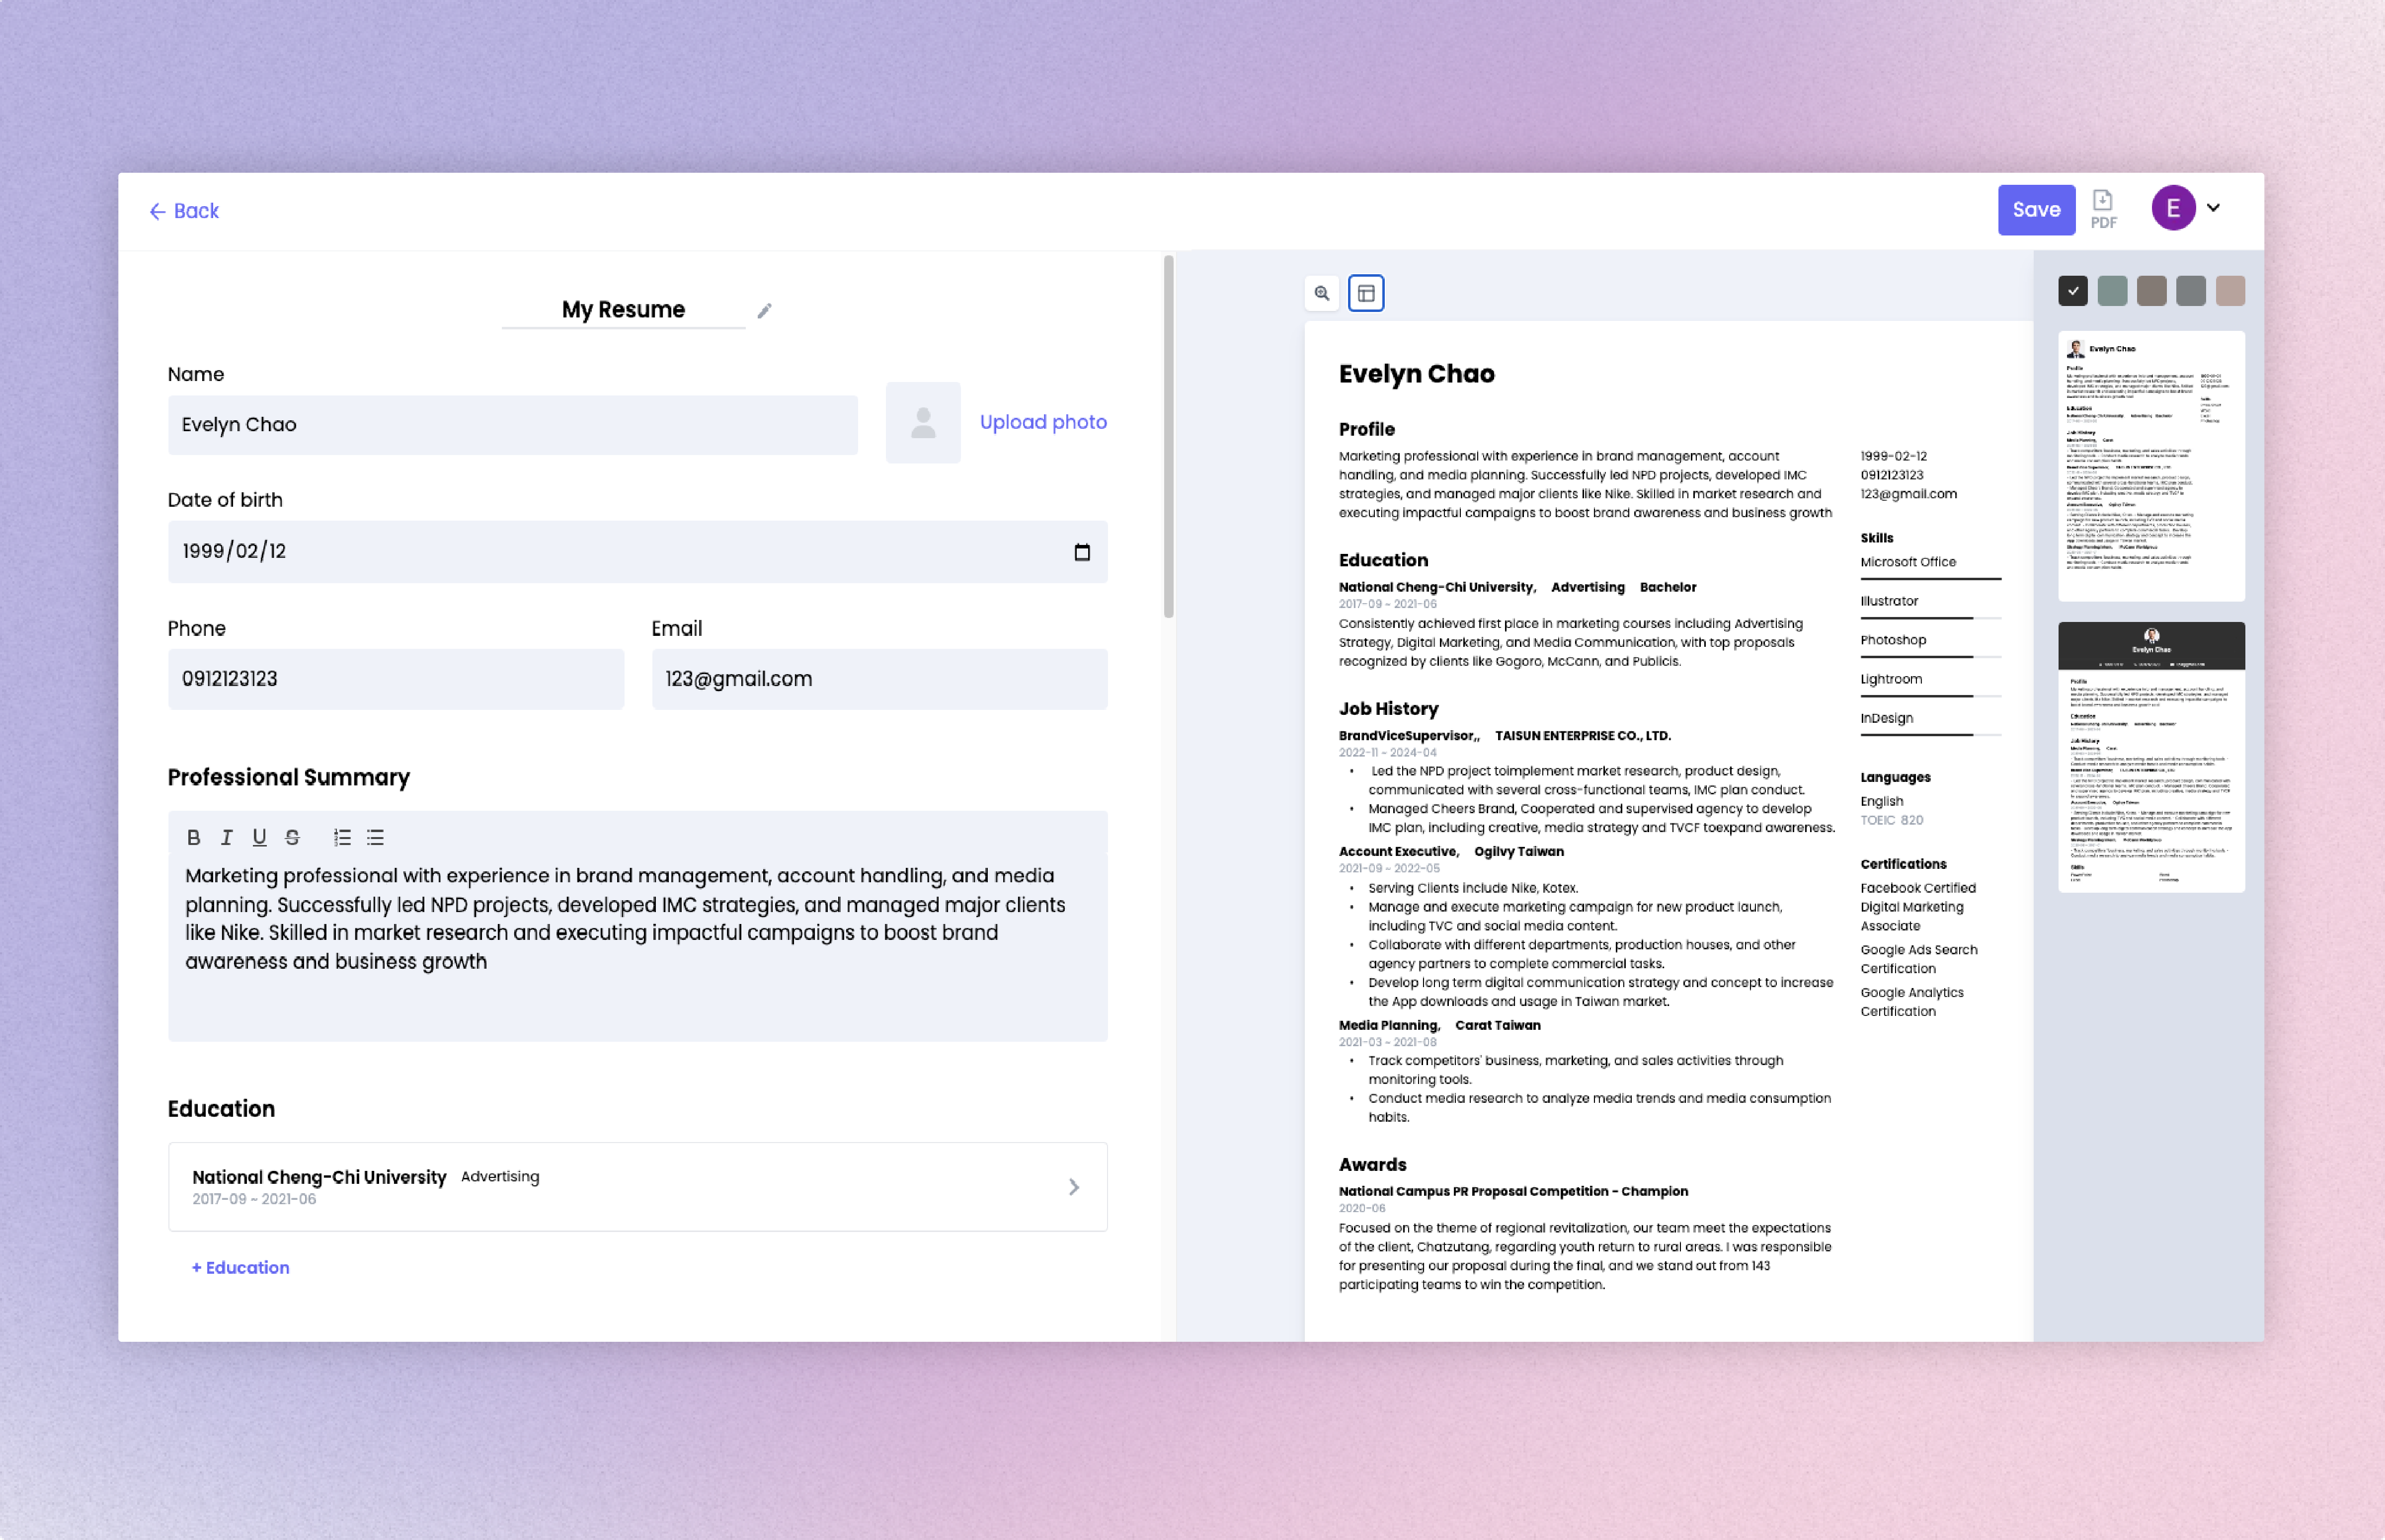 Back
Save
PDF
E
My Resume
Name
Evelyn Chao
Upload photo
Date of birth
1999/02/12
Phone
Email
0912123123
123@gmail.com
Professional Summary
B I U S
Marketing professional with experience in brand management, account handling, and media
planning. Successfully led NPD projects, developed IMC strategies, and managed major clients
like Nike. Skilled in market research and executing impactful campaigns to boost brand
awareness and business growth
Education
National Cheng-Chi University Advertising
2017-09 ~ 2021-06
+ Education
Evelyn Chao
Profile
Marketing professional with experience in brand management, account
handling, and media planning. Successfully led NPD projects, developed IMC
strategies, and managed major clients like Nike. Skilled in market research and
executing impactful campaigns to boost brand awareness and business growth
Education
National Cheng-Chi University, Advertising Bachelor
2017-09 ~ 2021-06
Consistently achieved first place in marketing courses including Advertising
Strategy, Digital Marketing, and Media Communication, with top proposals
recognized by clients like Gogoro, McCann, and Publicis.
Job History
BrandViceSupervisor,, TAISUN ENTERPRISE CO., LTD.
2022-11 ~ 2024-04
• Led the NPD project toimplement market research, product design,
communicated with several cross-functional teams, IMC plan conduct.
• Managed Cheers Brand, Cooperated and supervised agency to develop
IMC plan, including creative, media strategy and TVCF toexpand awareness.
Account Executive, Ogilvy Taiwan
2021-09 ~ 2022-05
• Serving Clients include Nike, Kotex.
• Manage and execute marketing campaign for new product launch,
including TVC and social media content.
• Collaborate with different departments, production houses, and other
agency partners to complete commercial tasks.
• Develop long term digital communication strategy and concept to increase
the App downloads and usage in Taiwan market.
Media Planning, Carat Taiwan
2021-03 ~ 2021-08
• Track competitors' business, marketing, and sales activities through
monitoring tools.
• Conduct media research to analyze media trends and media consumption
habits.
Awards
National Campus PR Proposal Competition - Champion
2020-06
Focused on the theme of regional revitalization, our team meet the expectations
of the client, Chatzutang, regarding youth return to rural areas. I was responsible
for presenting our proposal during the final, and we stand out from 143
participating teams to win the competition.
1999-02-12
0912123123
123@gmail.com
Skills
Microsoft Office
Illustrator
Photoshop
Lightroom
InDesign
Languages
English
TOEIC 820
Certifications
Facebook Certified
Digital Marketing
Associate
Google Ads Search
Certification
Google Analytics
Certification
Evelyn Chao
Profile
Education
Job History
Evelyn Chao
Profile
Education
Job History
Skills